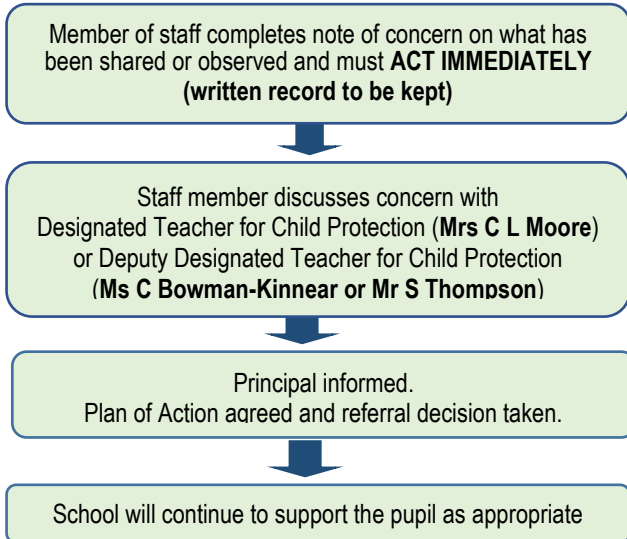 Member of staff completes note of concern on what has
been shared or observed and must ACT IMMEDIATELY
(written record to be kept)
Staff member discusses concern with
Designated Teacher for Child Protection (Mrs C L Moore)
or Deputy Designated Teacher for Child Protection
(Ms C Bowman-Kinnear or Mr S Thompson)
Principal informed.
Plan of Action agreed and referral decision taken.
School will continue to support the pupil as appropriate